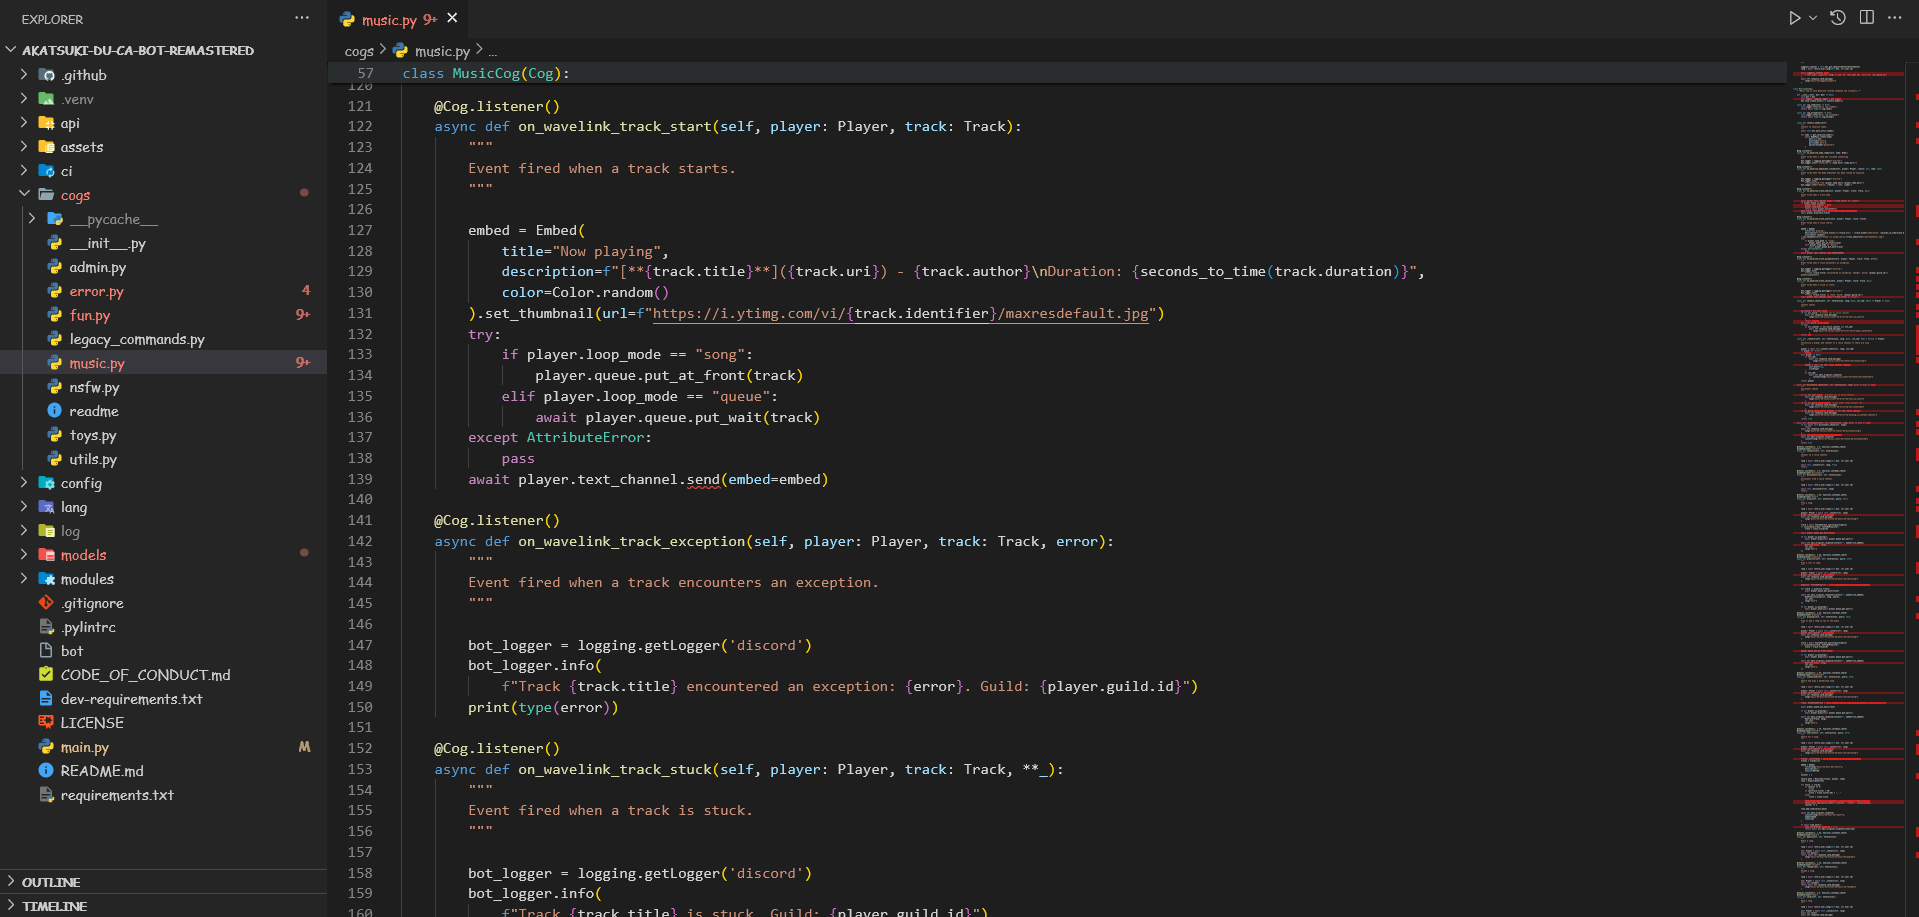 EXPLORER
AKATSUKI-DU-CA-BOT-REMASTERED
.github
.venv
api
assets
ci
cogs
__pycache__
__init__.py
admin.py
error.py 4
fun.py 9+
legacy_commands.py
music.py 9+
nsfw.py
readme
toys.py
utils.py
config
lang
log
models
modules
.gitignore
.pylintrc
bot
CODE_OF_CONDUCT.md
dev-requirements.txt
LICENSE
main.py M
README.md
requirements.txt
OUTLINE
TIMELINE
music.py 9+
cogs > music.py > ...
57 class MusicCog(Cog):
120
121 @Cog.listener()
122 async def on_wavelink_track_start(self, player: Player, track: Track):
123 """
124 Event fired when a track starts.
125 """
126
127 embed = Embed(
128 title="Now playing",
129 description=f"[**{track.title}**]({track.uri}) - {track.author}\nDuration: {seconds_to_time(track.duration)}",
130 color=Color.random()
131 ).set_thumbnail(url=f"https://i.ytimg.com/vi/{track.identifier}/maxresdefault.jpg")
132 try:
133 if player.loop_mode == "song":
134 player.queue.put_at_front(track)
135 elif player.loop_mode == "queue":
136 await player.queue.put_wait(track)
137 except AttributeError:
138 pass
139 await player.text_channel.send(embed=embed)
140
141 @Cog.listener()
142 async def on_wavelink_track_exception(self, player: Player, track: Track, error):
143 """
144 Event fired when a track encounters an exception.
145 """
146
147 bot_logger = logging.getLogger('discord')
148 bot_logger.info(
149 f"Track {track.title} encountered an exception: {error}. Guild: {player.guild.id}")
150 print(type(error))
151
152 @Cog.listener()
153 async def on_wavelink_track_stuck(self, player: Player, track: Track, **_):
154 """
155 Event fired when a track is stuck.
156 """
157
158 bot_logger = logging.getLogger('discord')
159 bot_logger.info(
160 f"Track {track.title} is stuck. Guild: {player.guild.id}")